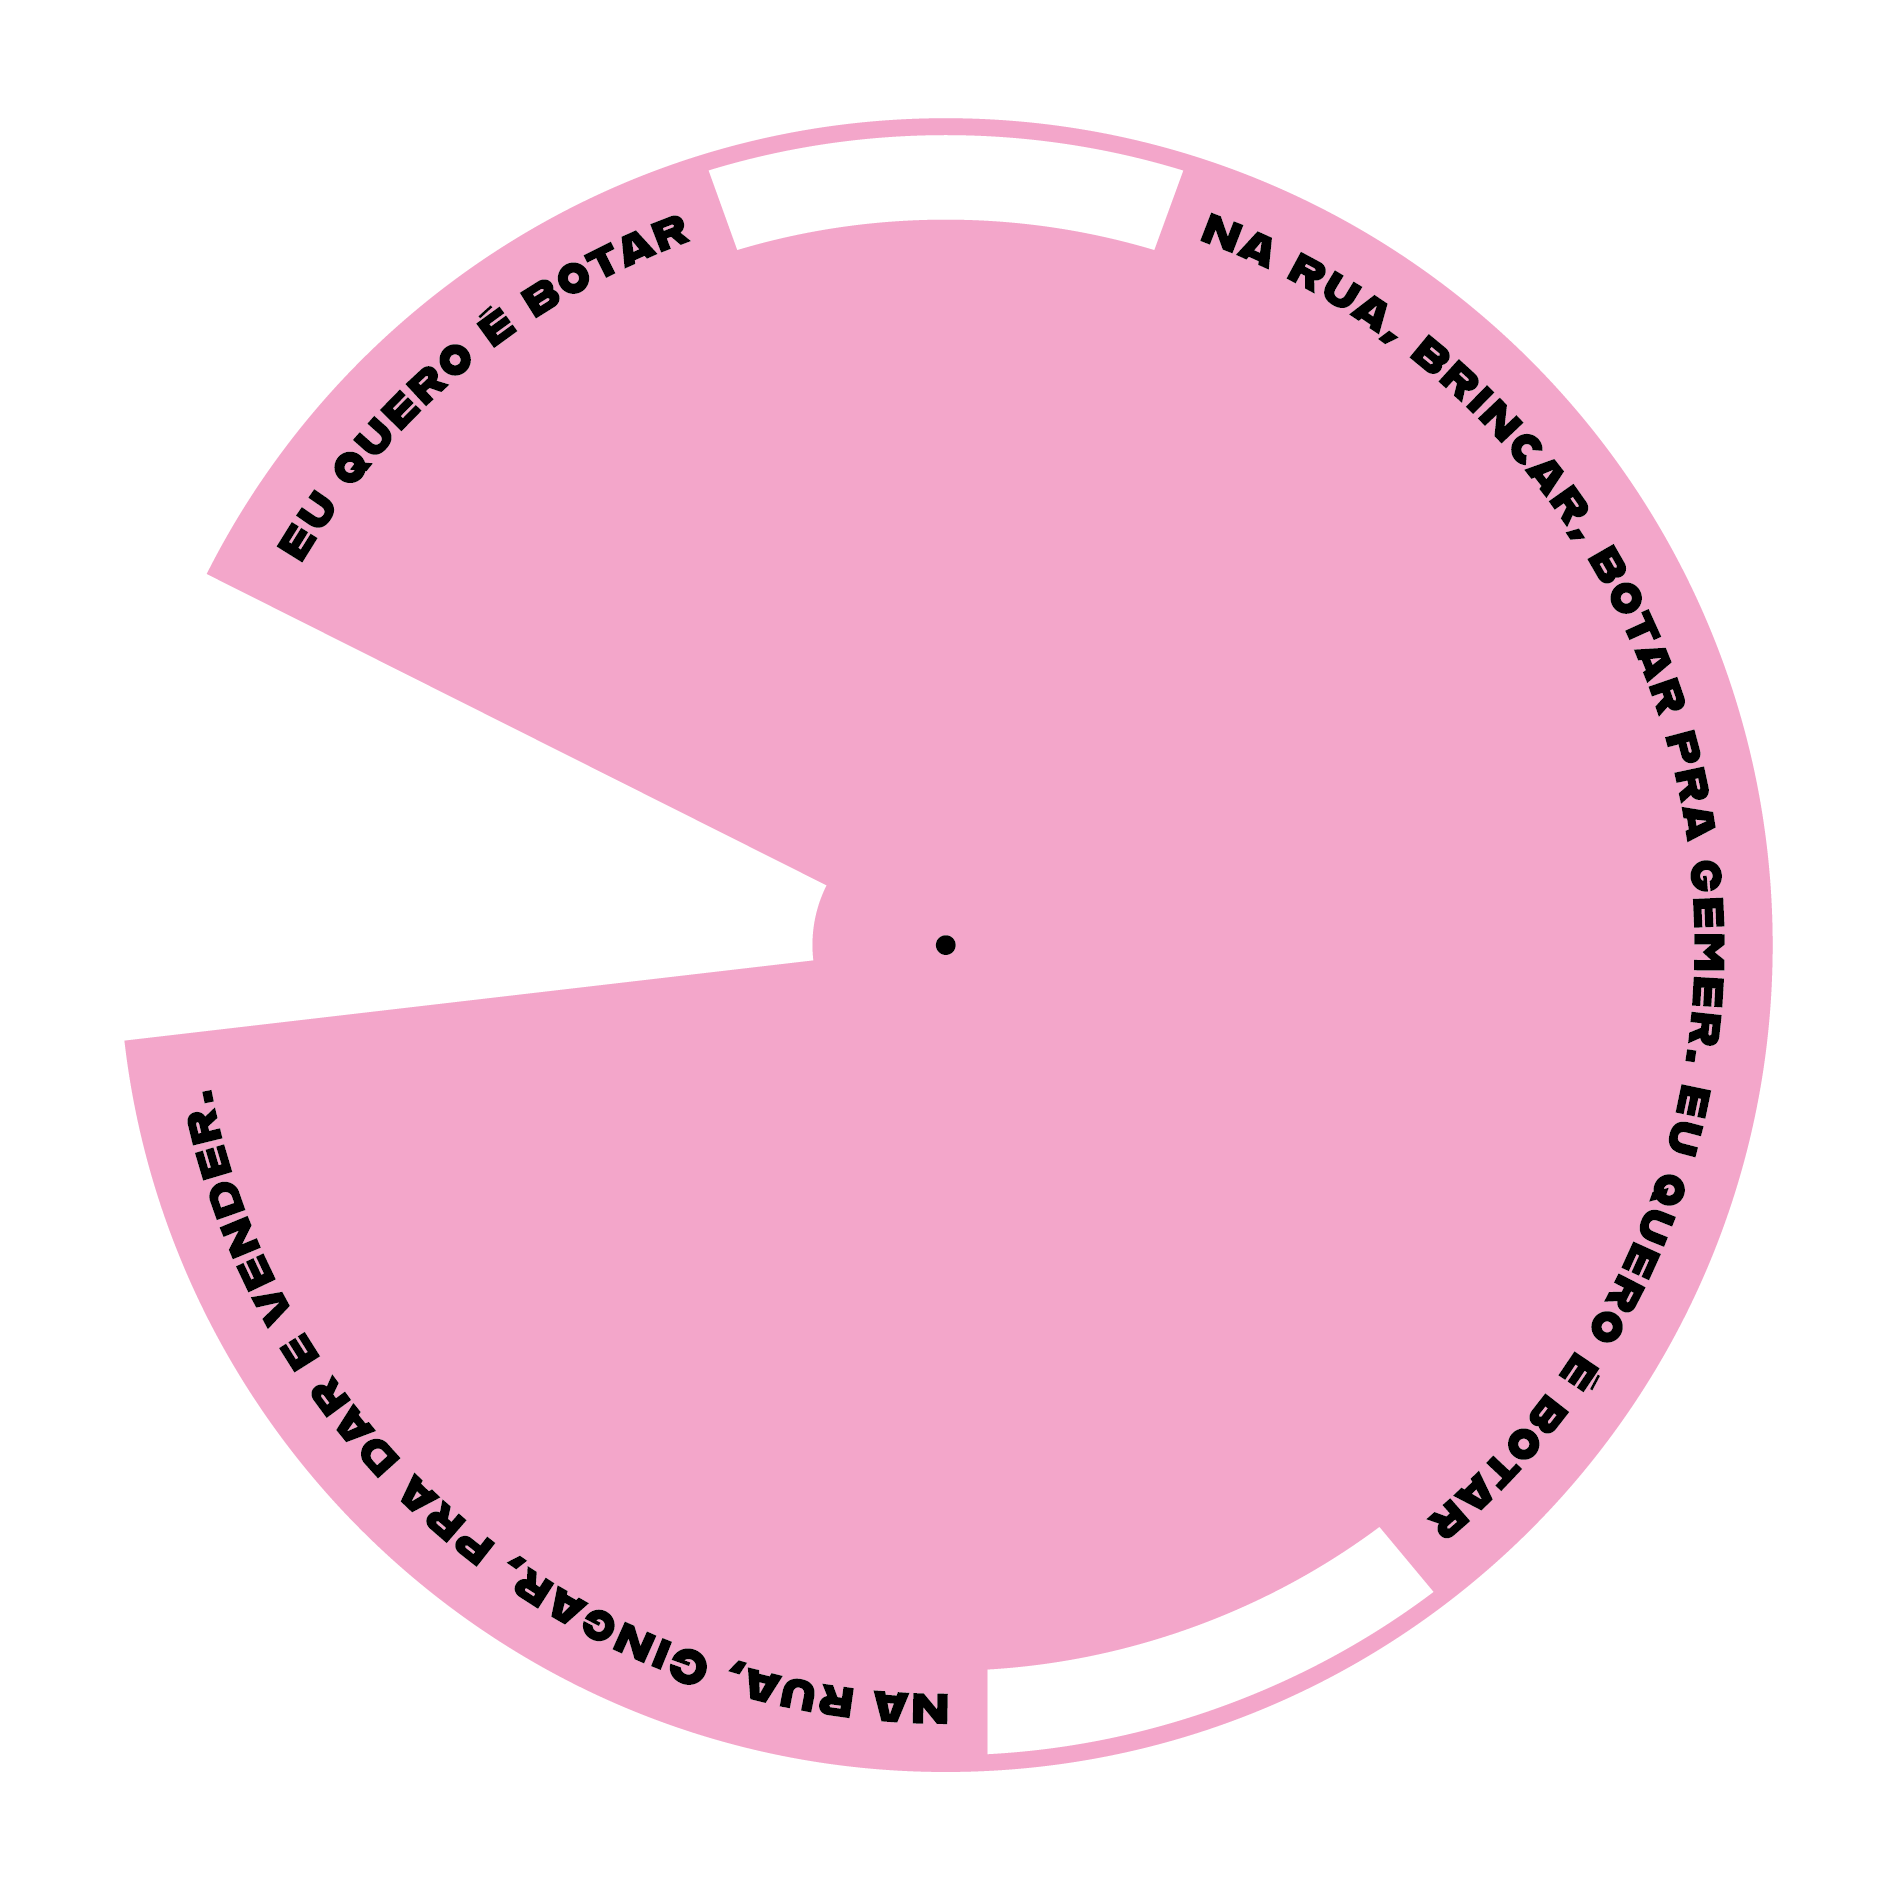 EU QUERO É BOTAR
NA RUA, BRINCAR, BOTAR PRA GEMER. EU QUERO É BOTAR
NA RUA, GINGAR, PRA DAR E VENDER.